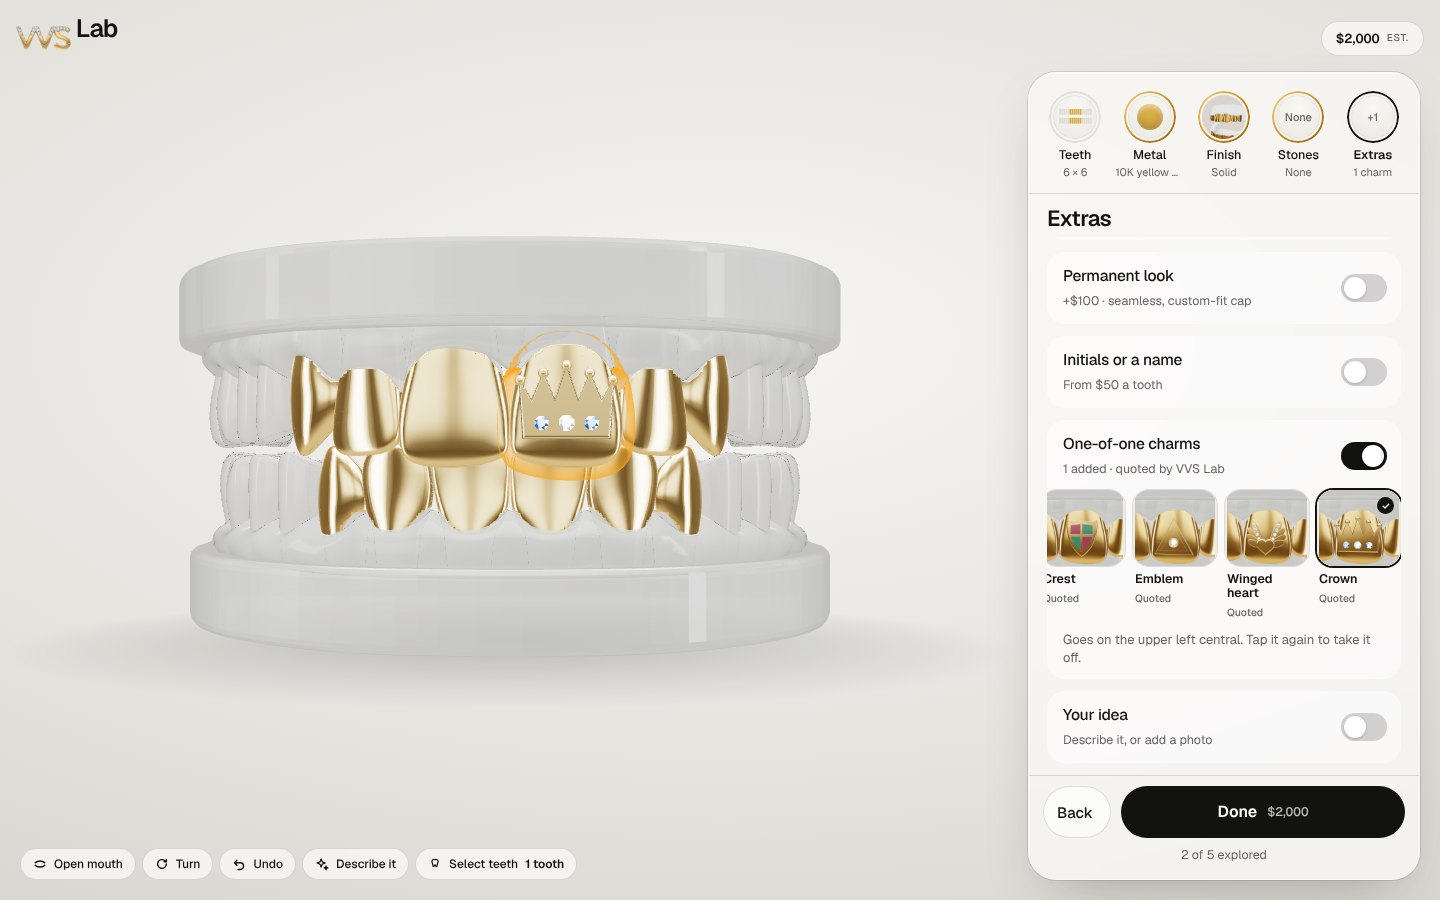 VVS Lab
$2,000 EST.
None
+1
Teeth
Metal
Finish
Stones
Extras
6 × 6
10K yellow ...
Solid
None
1 charm
Extras
Permanent look
+$100 · seamless, custom-fit cap
Initials or a name
From $50 a tooth
One-of-one charms
1 added · quoted by VVS Lab
Crest
Quoted
Emblem
Quoted
Winged
heart
Quoted
Crown
Quoted
Goes on the upper left central. Tap it again to take it
off.
Your idea
Describe it, or add a photo
Back
Done $2,000
2 of 5 explored
Open mouth
Turn
Undo
Describe it
Select teeth 1 tooth